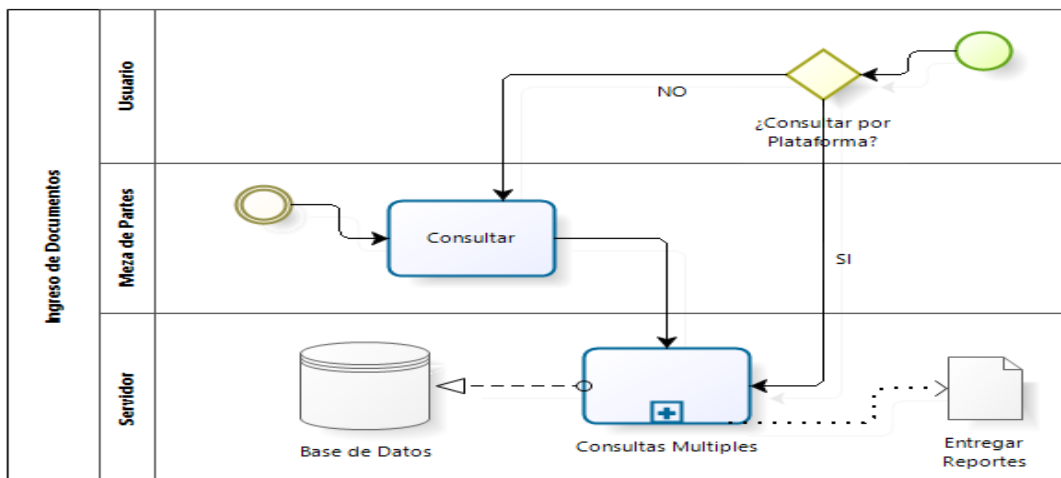 Ingreso de Documentos
Usuario
NO
¿Consultar por
Plataforma?
Meza de Partes
Consultar
SI
Servidor
Base de Datos
Consultas Multiples
Entregar
Reportes